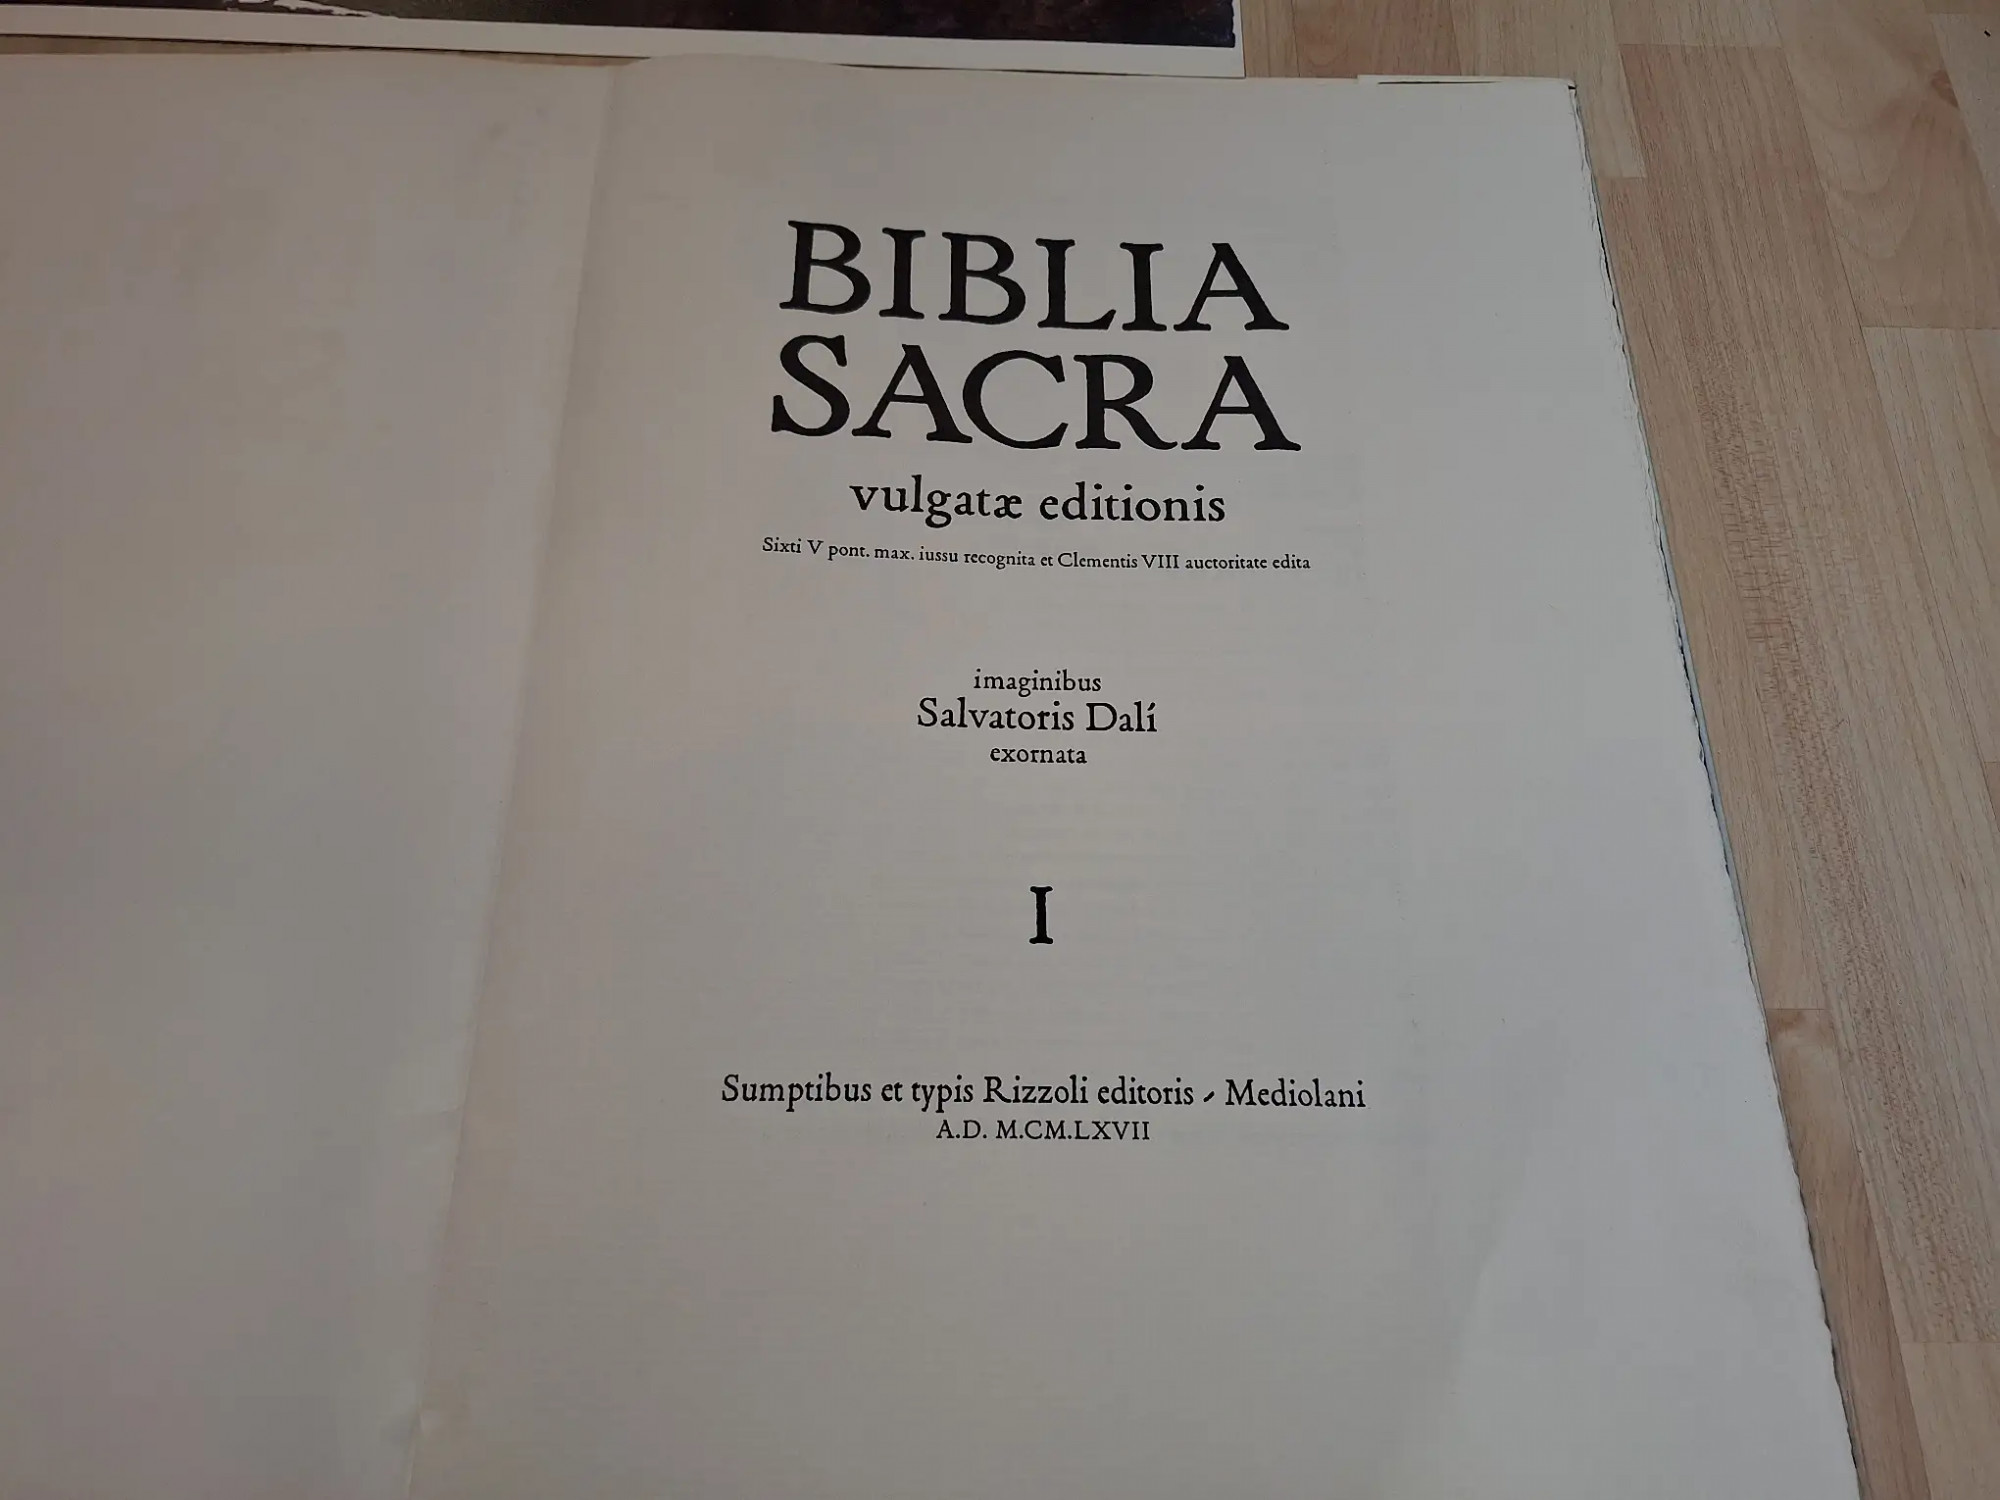 BIBLIA
SACRA
vulgatæ editionis
Sixti V pont. max. iussu recognita et Clementis VIII auctoritate edita
imaginibus
Salvatoris Dalí
exornata
I
Sumptibus et typis Rizzoli editoris - Mediolani
A.D. M.CM.LXVII